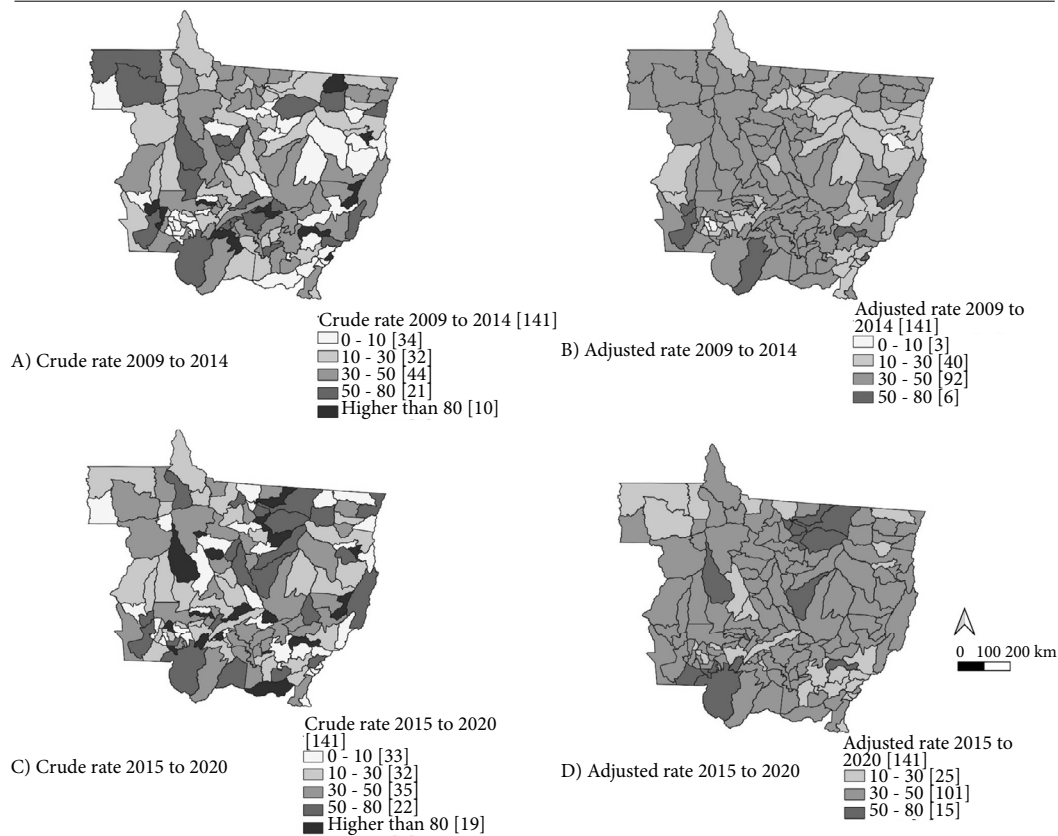 Crude rate 2009 to 2014 [141]
0 - 10 [34]
10 - 30 [32]
30 - 50 [44]
50 - 80 [21]
Higher than 80 [10]
A) Crude rate 2009 to 2014
Adjusted rate 2009 to
2014 [141]
0 - 10 [3]
10 - 30 [40]
30 - 50 [92]
50 - 80 [6]
B) Adjusted rate 2009 to 2014
Crude rate 2015 to 2020
[141]
0 - 10 [33]
10 - 30 [32]
30 - 50 [35]
50 - 80 [22]
Higher than 80 [19]
C) Crude rate 2015 to 2020
0 100 200 km
Adjusted rate 2015 to
2020 [141]
10 - 30 [25]
30 - 50 [101]
50 - 80 [15]
D) Adjusted rate 2015 to 2020